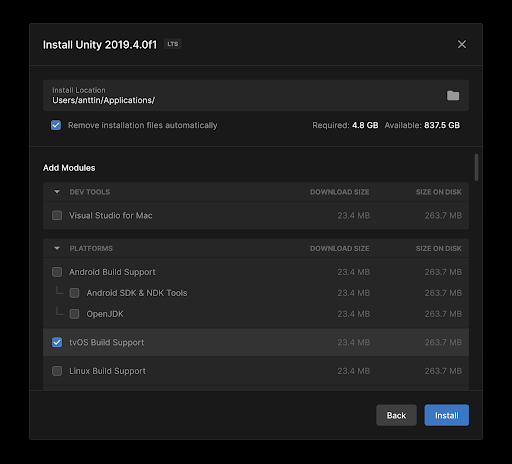 Install Unity 2019.4.0f1 LTS
Install Location
Users/anttin/Applications/
Remove installation files automatically Required: 4.8 GB Available: 837.5 GB
Add Modules
DEV TOOLS DOWNLOAD SIZE SIZE ON DISK
Visual Studio for Mac 23.4 MB 263.7 MB
PLATFORMS DOWNLOAD SIZE SIZE ON DISK
Android Build Support 23.4 MB 263.7 MB
Android SDK & NDK Tools 23.4 MB 263.7 MB
OpenJDK 23.4 MB 263.7 MB
tvOS Build Support 23.4 MB 263.7 MB
Linux Build Support 23.4 MB 263.7 MB
Back Install